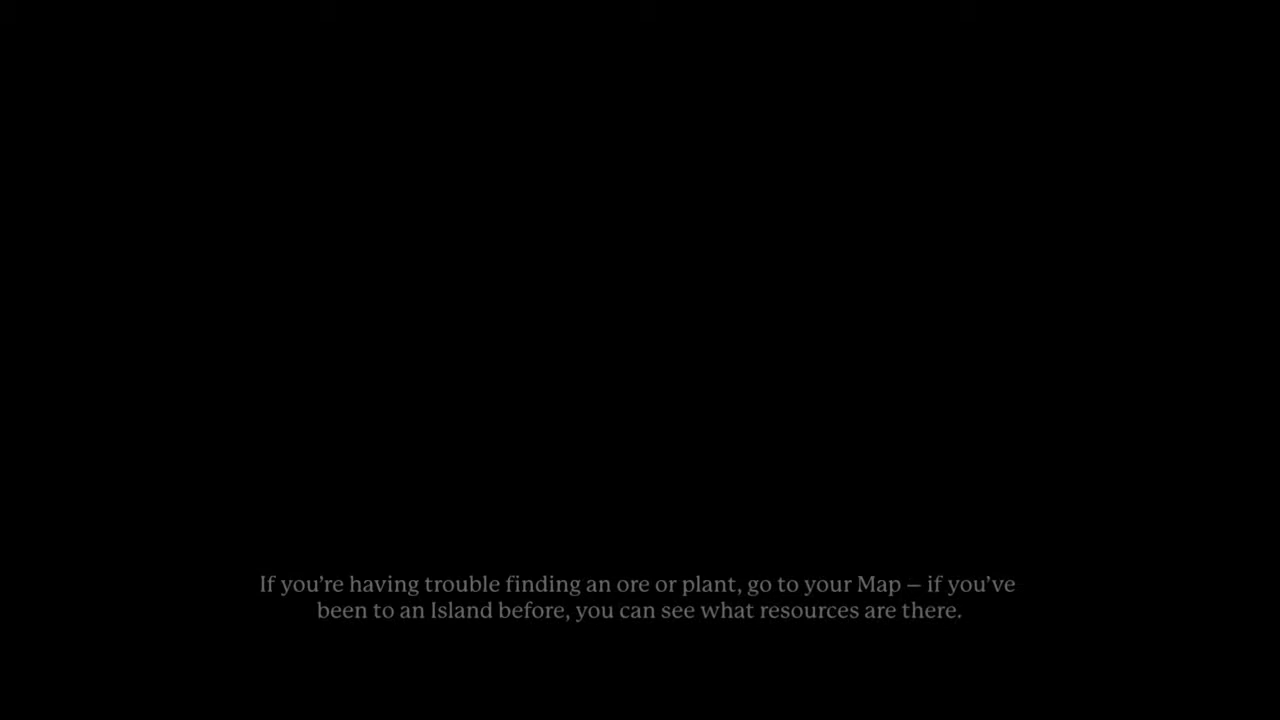 If you’re having trouble finding an ore or plant, go to your Map – if you’ve
been to an Island before, you can see what resources are there.